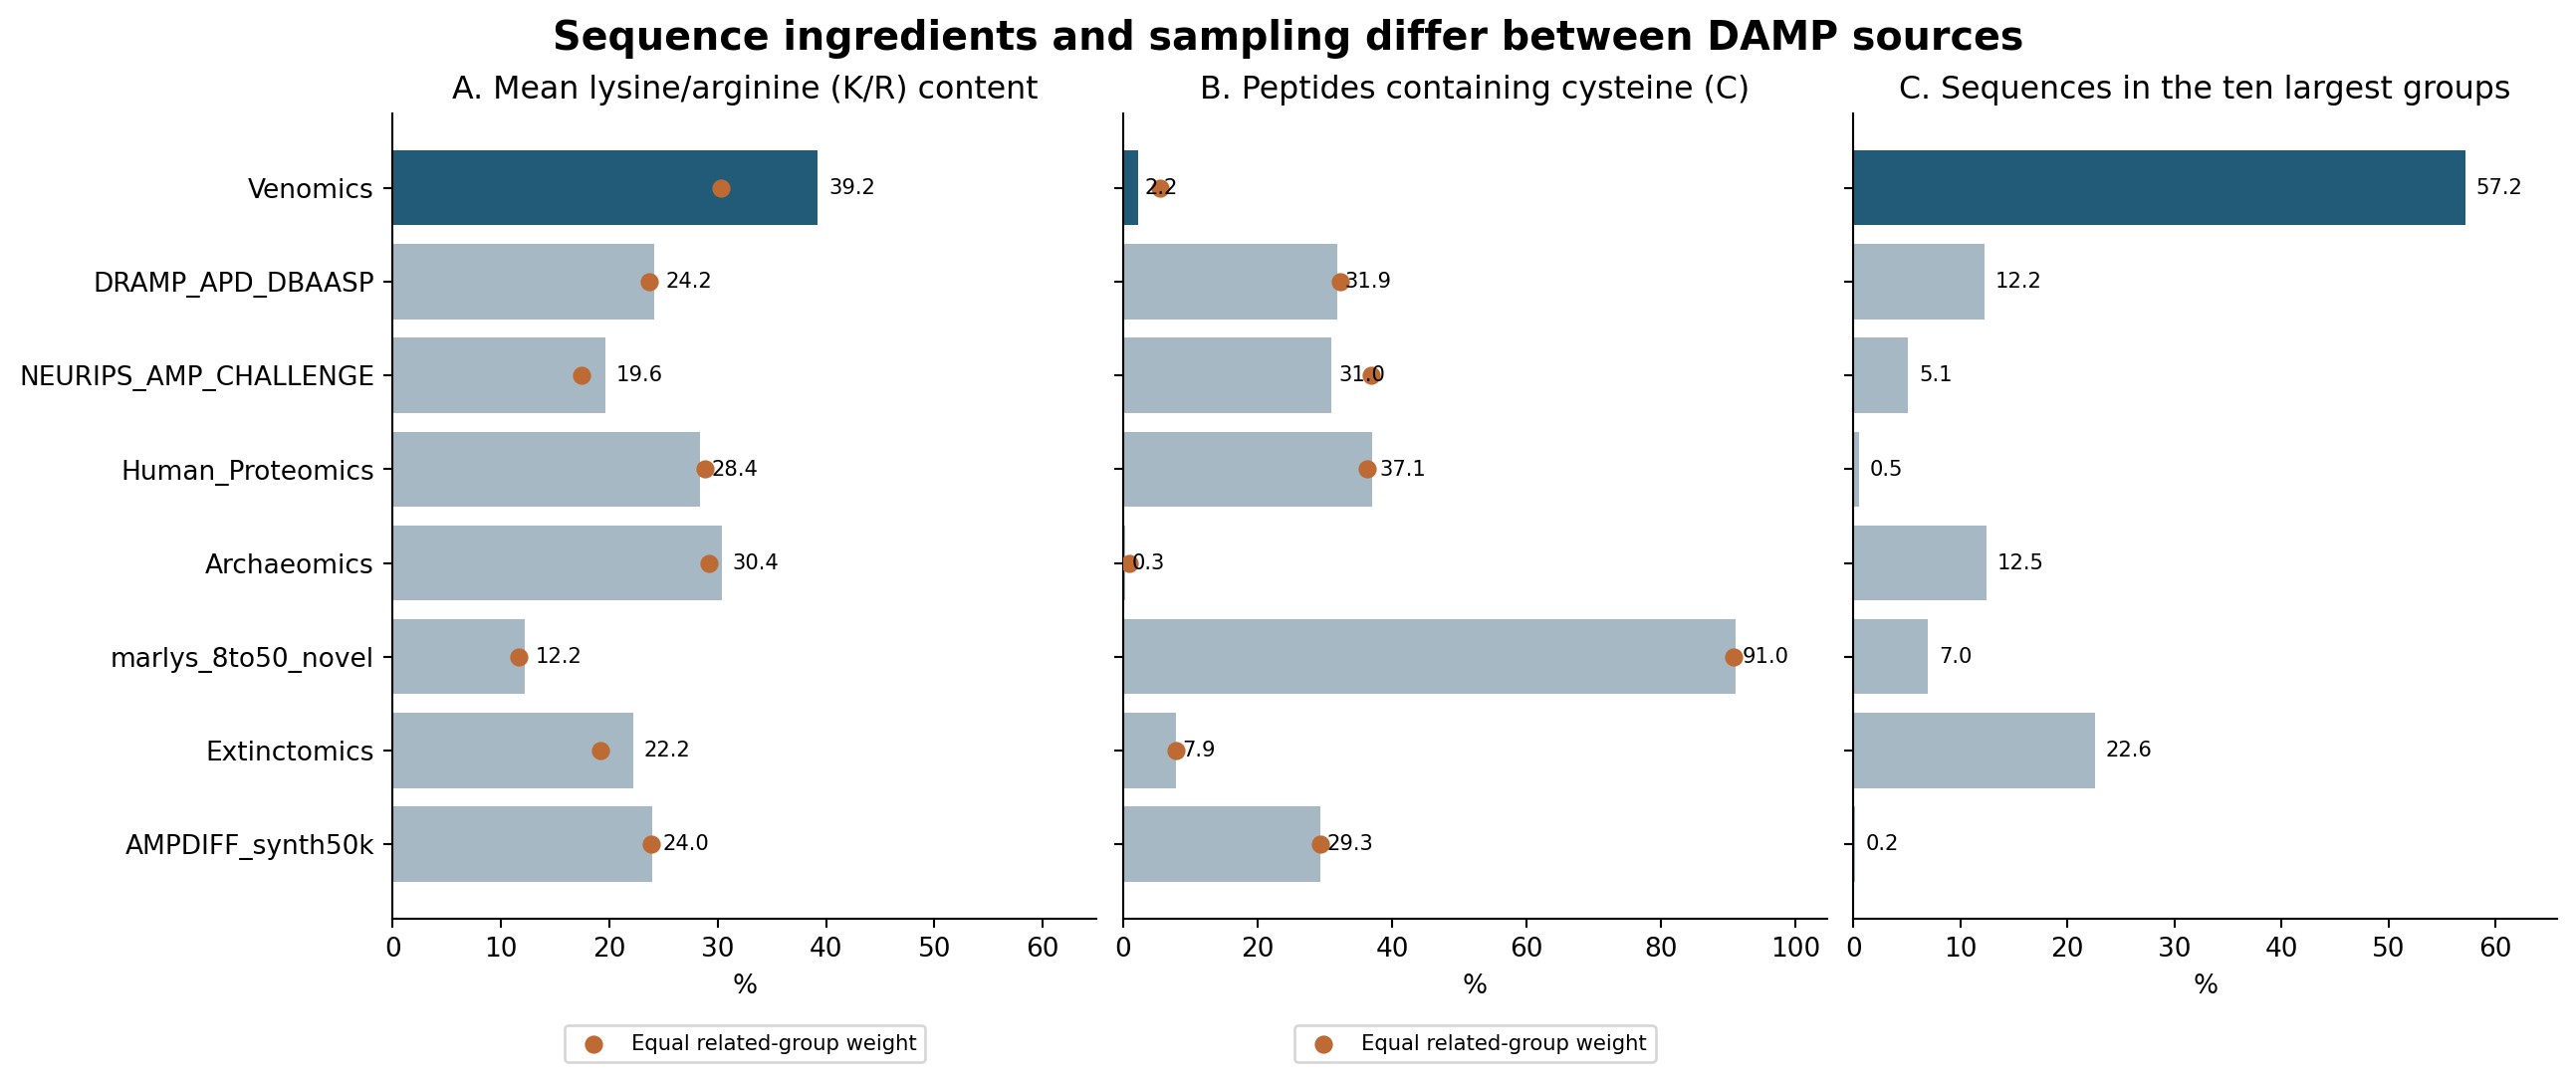 Sequence ingredients and sampling differ between DAMP sources
A. Mean lysine/arginine (K/R) content
B. Peptides containing cysteine (C)
C. Sequences in the ten largest groups
Venomics 39.2 2.2 57.2
DRAMP_APD_DBAASP 24.2 31.9 12.2
NEURIPS_AMP_CHALLENGE 19.6 31.0 5.1
Human_Proteomics 28.4 37.1 0.5
Archaeomics 30.4 0.3 12.5
marlys_8to50_novel 12.2 91.0 7.0
Extinctomics 22.2 7.9 22.6
AMPDIFF_synth50k 24.0 29.3 0.2
0 10 20 30 40 50 60
0 20 40 60 80 100
0 10 20 30 40 50 60
%
%
%
Equal related-group weight
Equal related-group weight